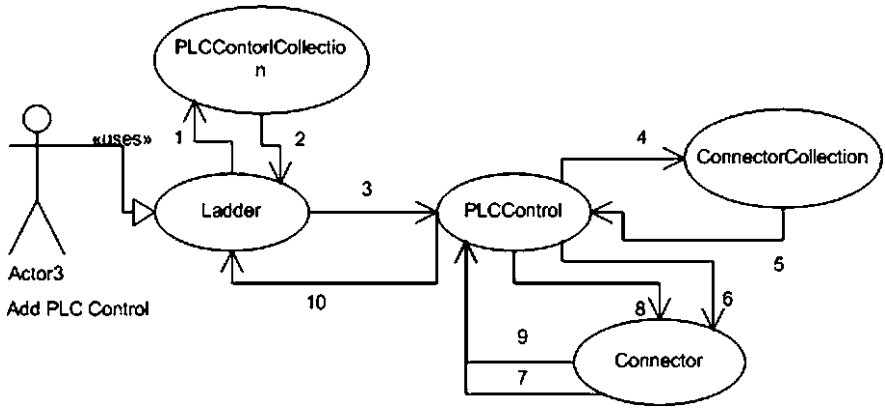 PLCContorlCollectio
n
«uses»
1
2
4
ConnectorCollection
Ladder
3
PLCControl
Actor3
10
5
Add PLC Control
8
6
9
Connector
7